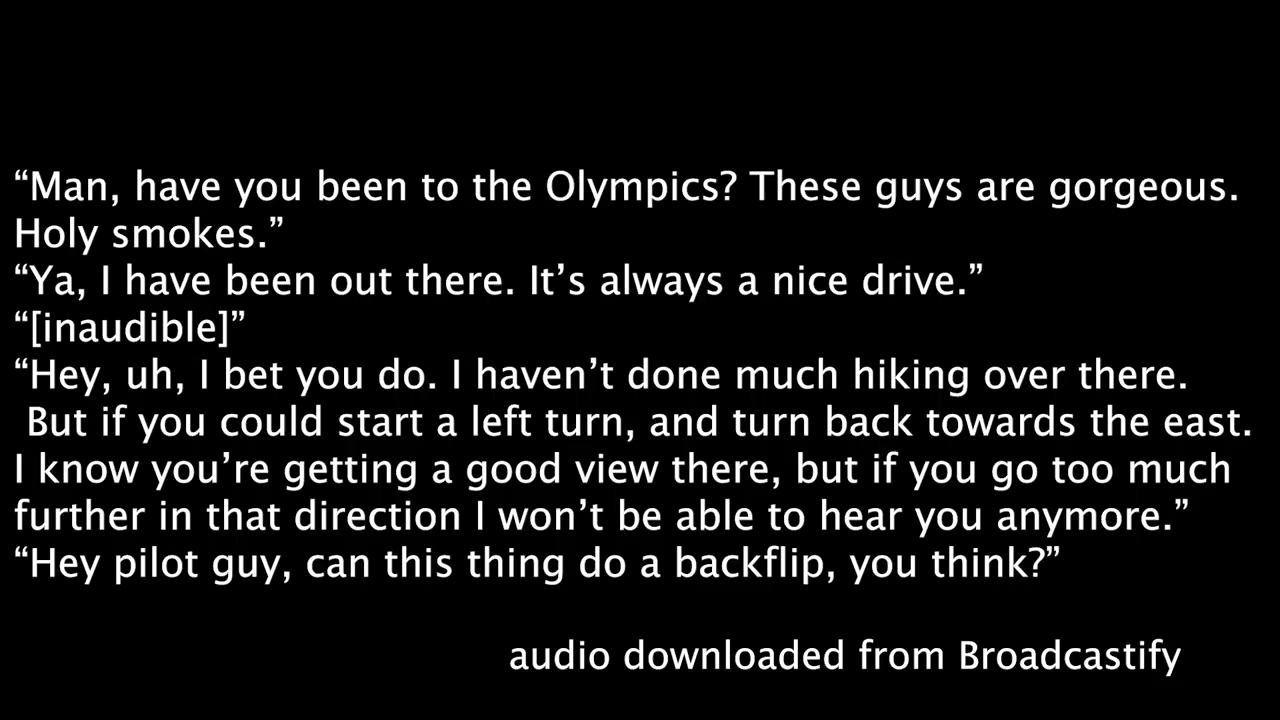 “Man, have you been to the Olympics? These guys are gorgeous.
Holy smokes.”
“Ya, I have been out there. It’s always a nice drive.”
“[inaudible]”
“Hey, uh, I bet you do. I haven’t done much hiking over there.
But if you could start a left turn, and turn back towards the east.
I know you’re getting a good view there, but if you go too much
further in that direction I won’t be able to hear you anymore.”
“Hey pilot guy, can this thing do a backflip, you think?”
audio downloaded from Broadcastify